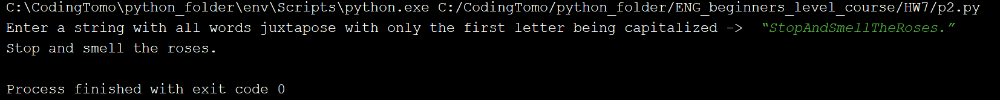 C:\CodingTomo\python_folder\env\Scripts\python.exe C:/CodingTomo/python_folder/ENG_beginners_level_course/HW7/p2.py
Enter a string with all words juxtapose with only the first letter being capitalized ->  “StopAndSmellTheRoses.”
Stop and smell the roses.
Process finished with exit code 0